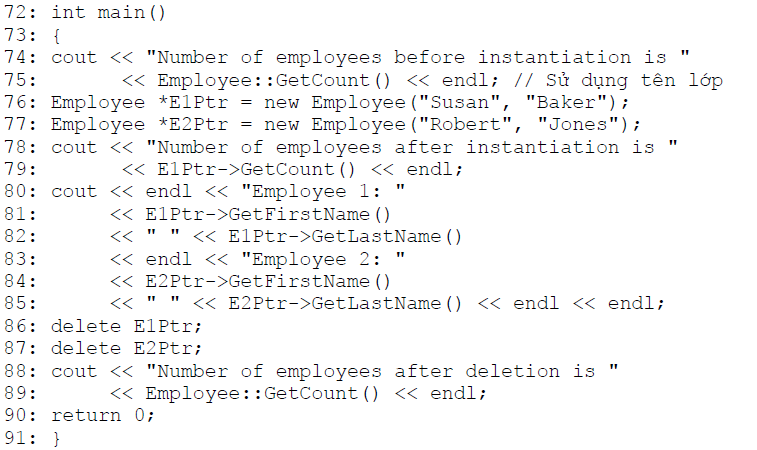 72: int main()
73: {
74: cout << "Number of employees before instantiation is "
75:       << Employee::GetCount() << endl; // Sử dụng tên lớp
76: Employee *E1Ptr = new Employee("Susan", "Baker");
77: Employee *E2Ptr = new Employee("Robert", "Jones");
78: cout << "Number of employees after instantiation is "
79:       << E1Ptr->GetCount() << endl;
80: cout << endl << "Employee 1: "
81:      << E1Ptr->GetFirstName()
82:      << " " << E1Ptr->GetLastName()
83:      << endl << "Employee 2: "
84:      << E2Ptr->GetFirstName()
85:      << " " << E2Ptr->GetLastName() << endl << endl;
86: delete E1Ptr;
87: delete E2Ptr;
88: cout << "Number of employees after deletion is "
89:      << Employee::GetCount() << endl;
90: return 0;
91: }